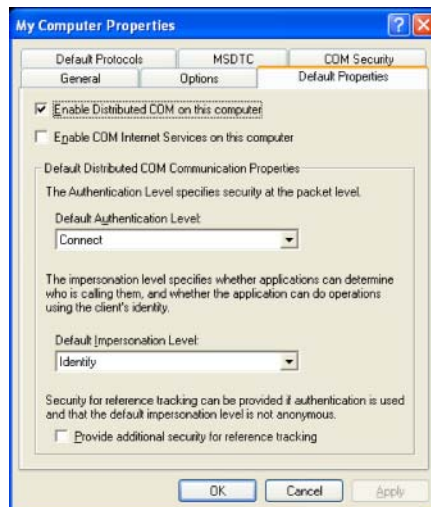 My Computer Properties
Default Protocols MSDTC COM Security
General Options Default Properties
Enable Distributed COM on this computer
Enable COM Internet Services on this computer
Default Distributed COM Communication Properties
The Authentication Level specifies security at the packet level.
Default Authentication Level:
Connect
The impersonation level specifies whether applications can determine
who is calling them, and whether the application can do operations
using the client's identity.
Default Impersonation Level:
Identify
Security for reference tracking can be provided if authentication is used
and that the default impersonation level is not anonymous.
Provide additional security for reference tracking
OK Cancel Apply